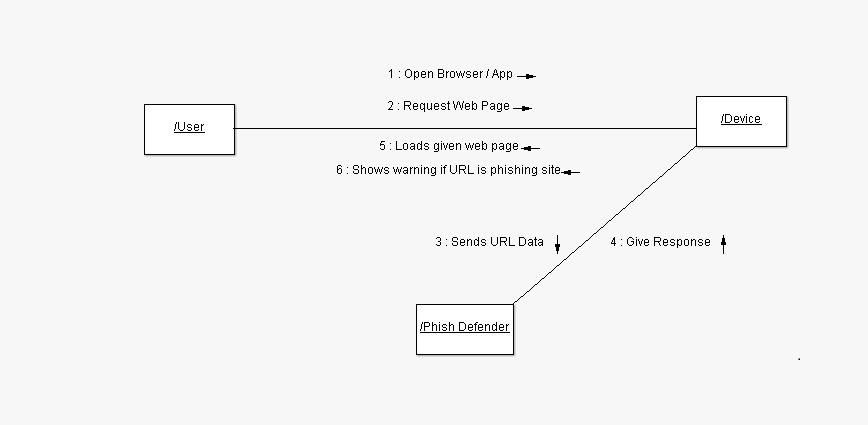 1 : Open Browser / App
2 : Request Web Page
/User
/Device
5 : Loads given web page
6 : Shows warning if URL is phishing site
3 : Sends URL Data
4 : Give Response
/Phish Defender